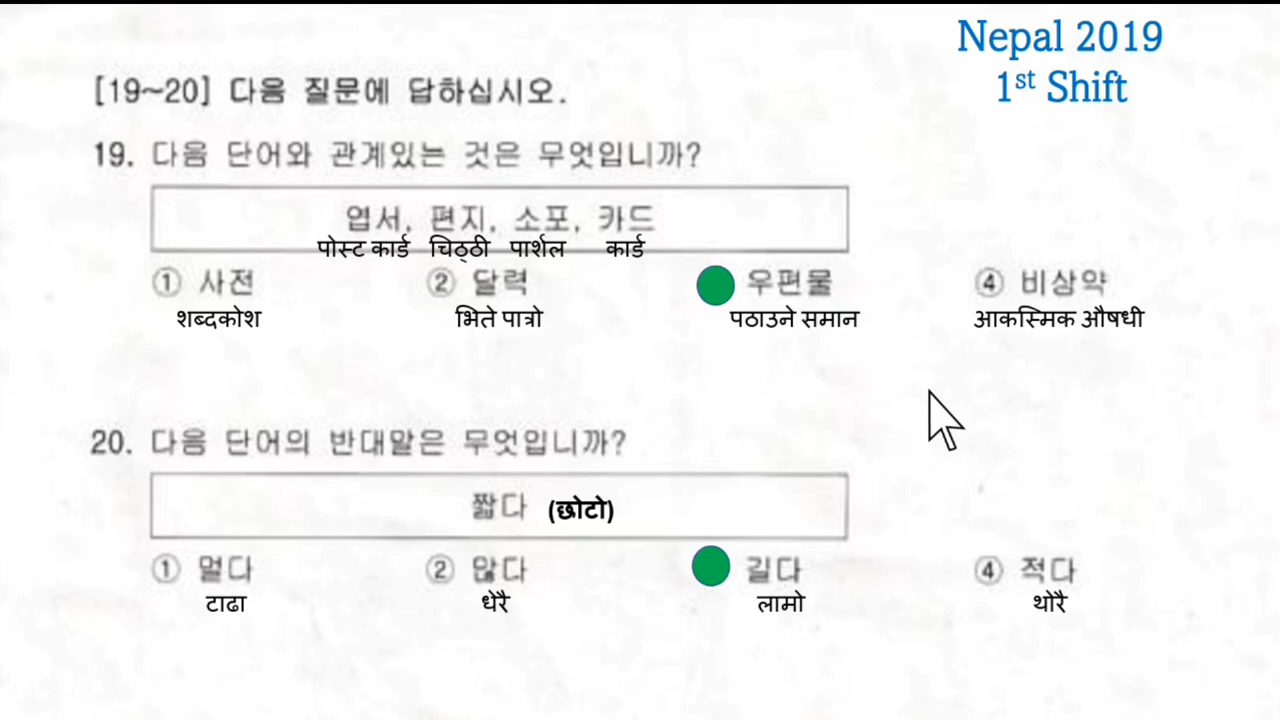 Nepal 2019
1st Shift
[19~20] 다음 질문에 답하십시오.
19. 다음 단어와 관계있는 것은 무엇입니까?
엽서, 편지, 소포, 카드
पोस्ट कार्ड चिठ्ठी पार्शल कार्ड
① 사전 ② 달력 우편물 ④ 비상약
शब्दकोश भिते पात्रो पठाउने समान आकस्मिक औषधी
20. 다음 단어의 반대말은 무엇입니까?
짧다 (छोटो)
① 멀다 ② 많다 길다 ④ 적다
टाढा धेरै लामो थोरै